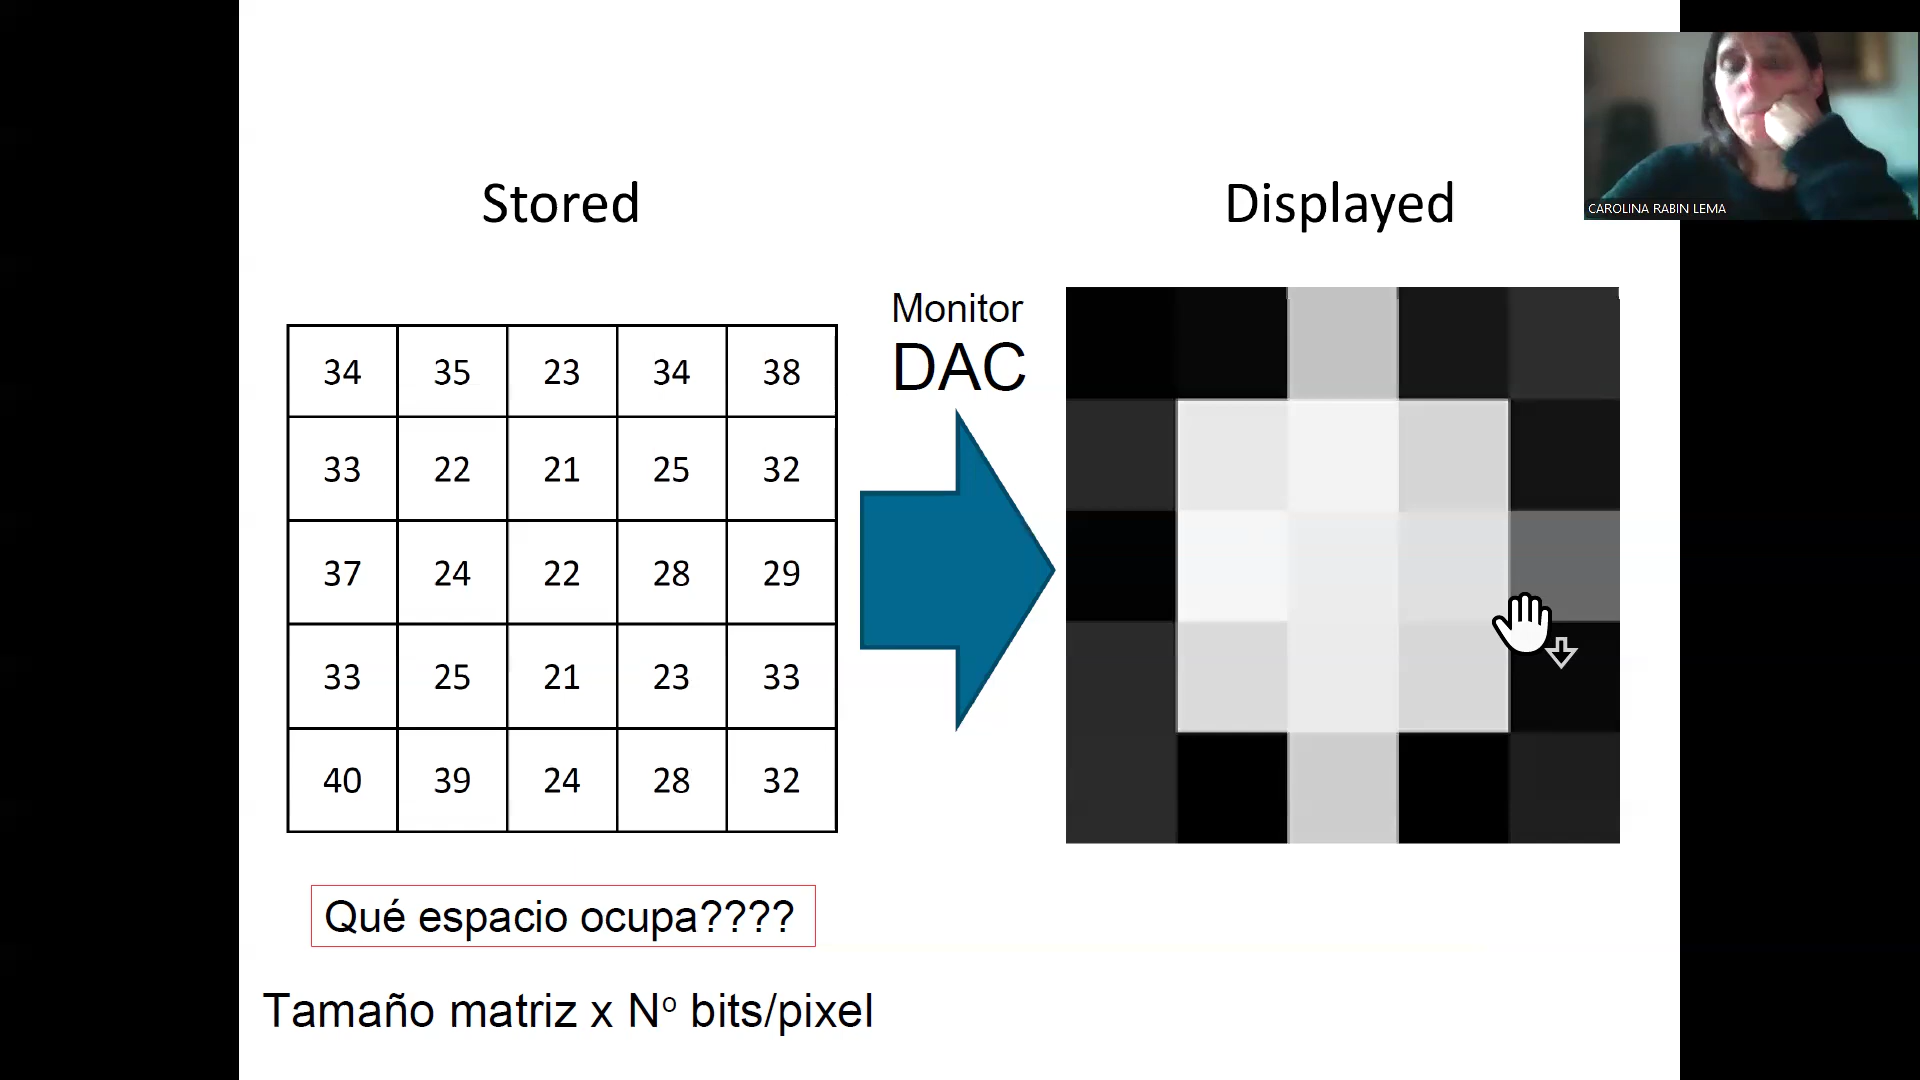 Stored
Displayed
CAROLINA RABIN LEMA
Monitor
DAC
34 35 23 34 38
33 22 21 25 32
37 24 22 28 29
33 25 21 23 33
40 39 24 28 32
Qué espacio ocupa????
Tamaño matriz x Nº bits/pixel